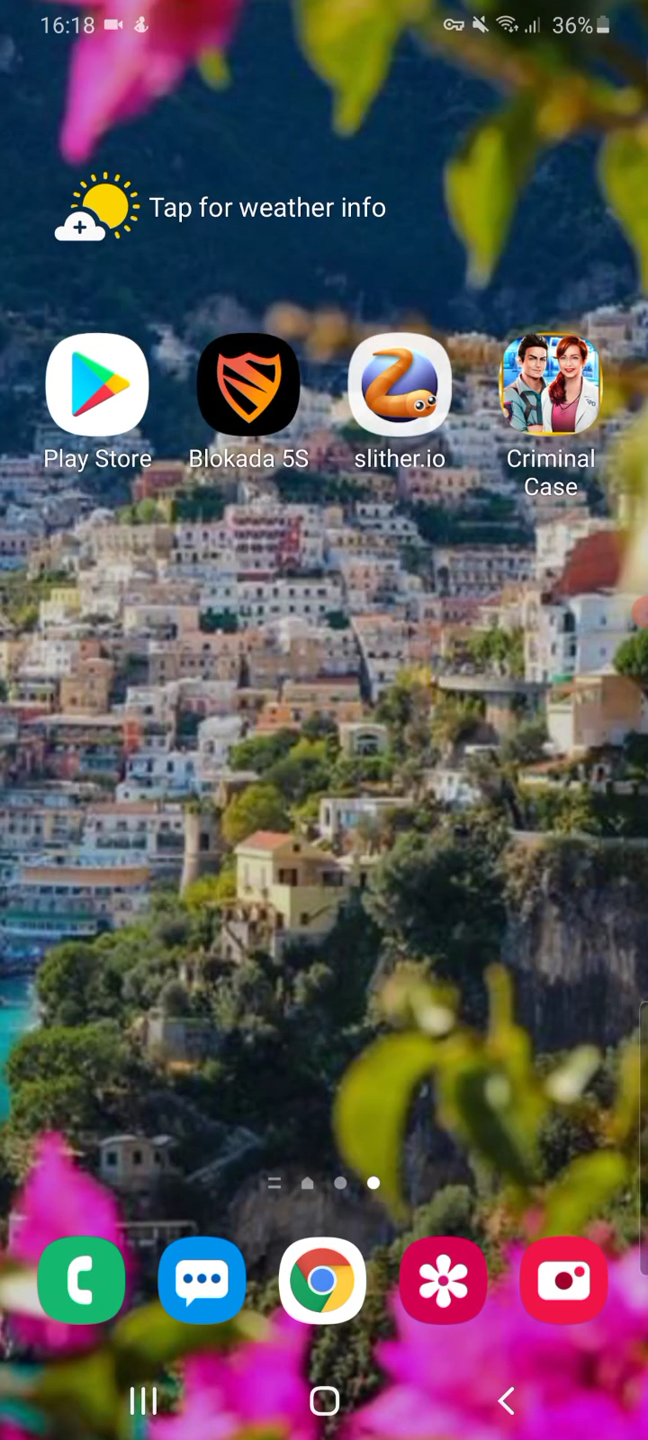 16:18
36%
Tap for weather info
Play Store
Blokada 5S
slither.io
Criminal
Case